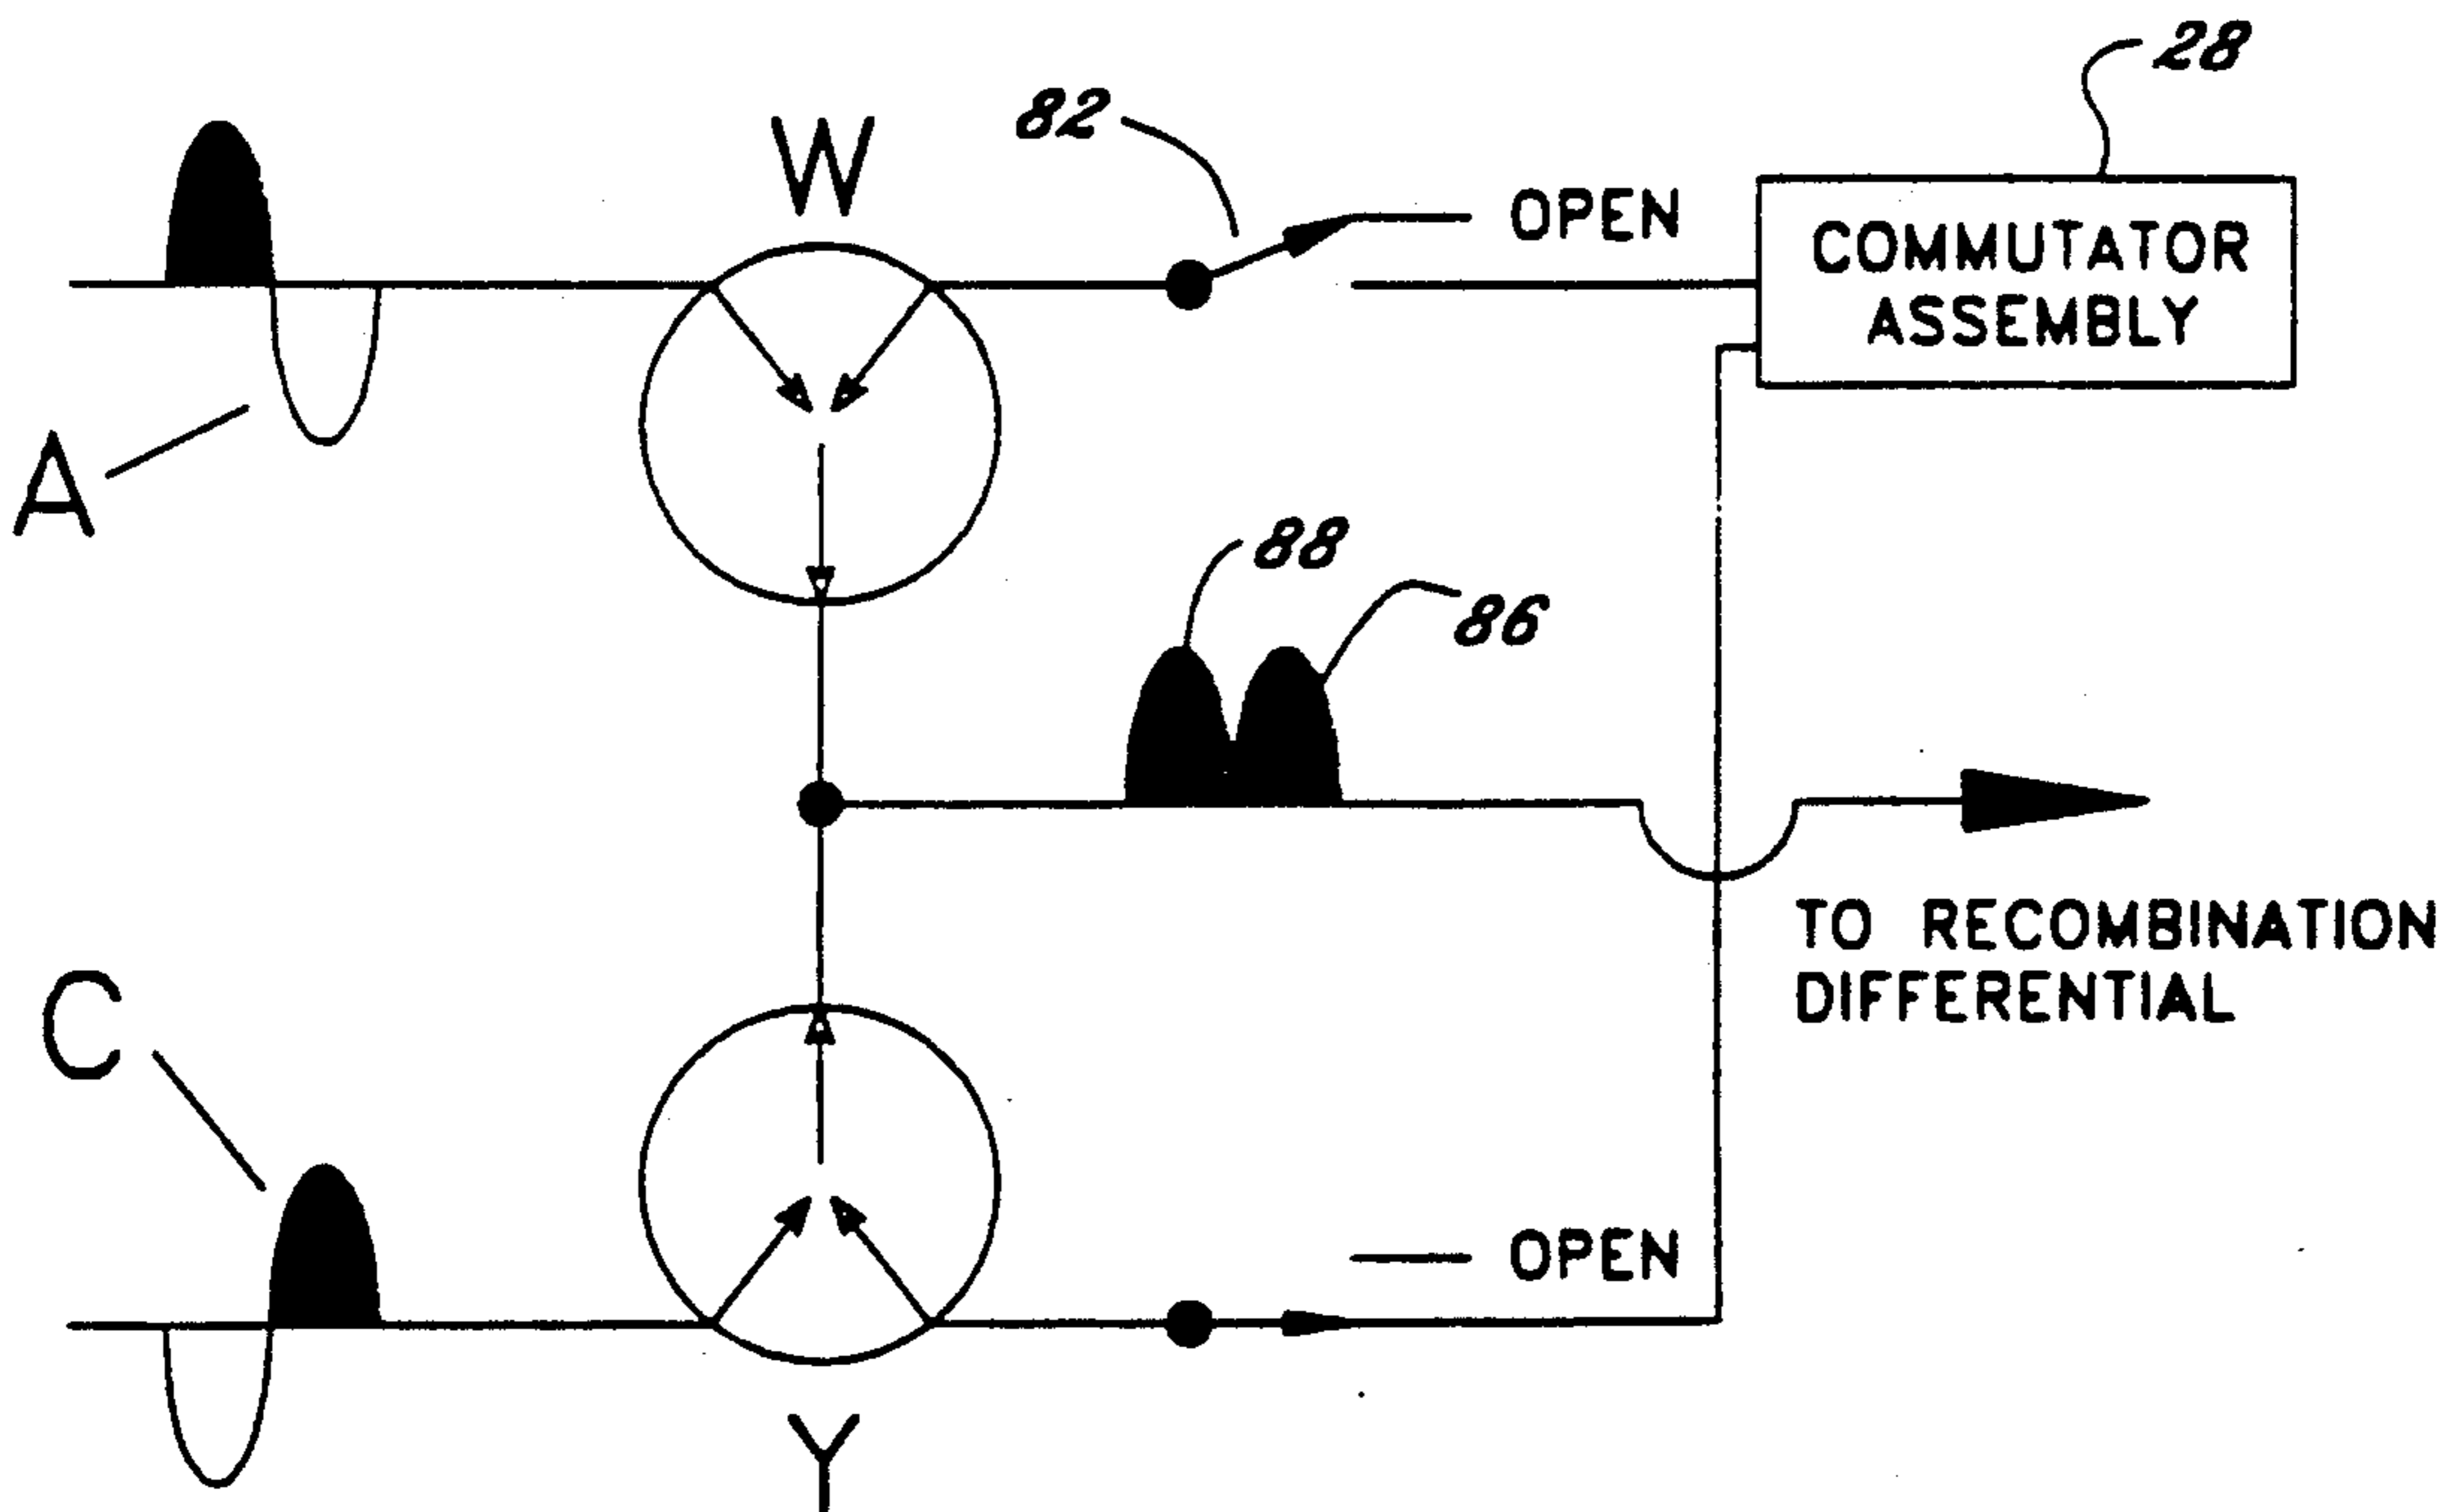 28
82
W
OPEN
COMMUTATOR
ASSEMBLY
A
88
86
TO RECOMBINATION
DIFFERENTIAL
C
OPEN
Y